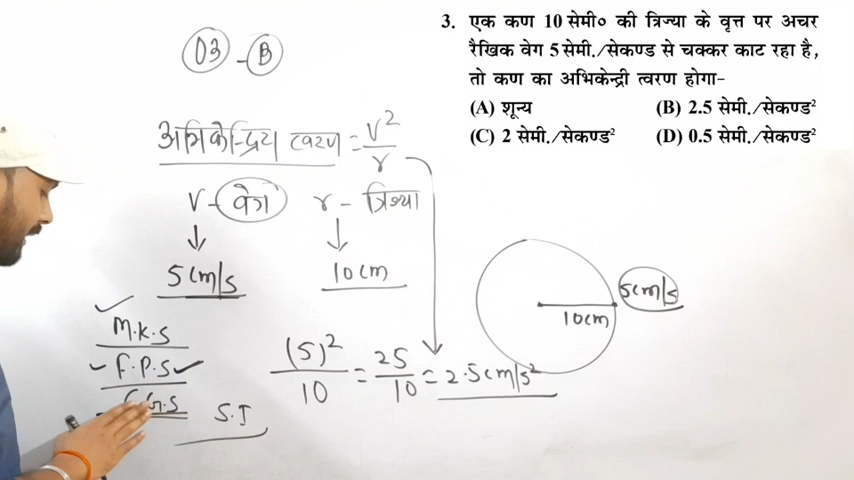 3. एक कण 10 सेमी० की त्रिज्या के वृत्त पर अचर
रैखिक वेग 5 सेमी./सेकण्ड से चक्कर काट रहा है,
तो कण का अभिकेन्द्री त्वरण होगा-
(A) शून्य (B) 2.5 सेमी./सेकण्ड²
(C) 2 सेमी./सेकण्ड² (D) 0.5 सेमी./सेकण्ड²
03 - B
अभिकेन्द्रिय त्वरण = V²/r
v - वेग r - त्रिज्या
5cm/s 10cm
5cm/s
10cm
M.K.S
F.P.S
G.S S.I
(5)²/10 = 25/10 = 2.5cm/s²